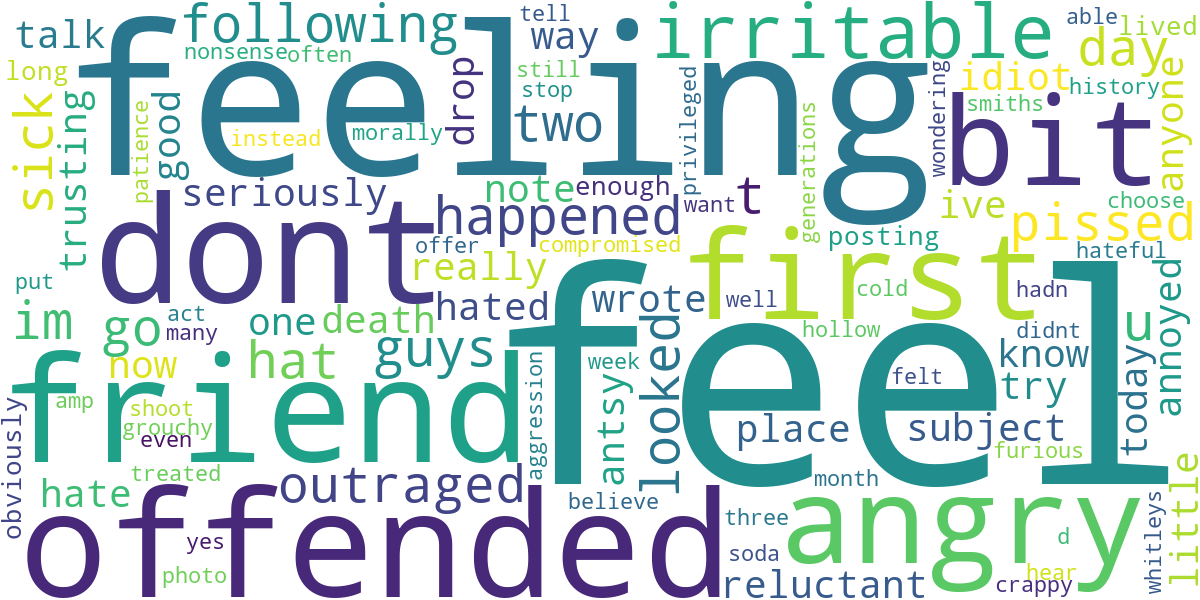 tell
able
talk
following
way
irritable
lived
nonsense
often
day
long
feeling
still
idiot
history
stop
sick
trusting
patience
good
instead
morally
drop
two
privileged
generations
wondering
smiths
bit
anyone
seriously
note
enough
want
t
ive
choose
dont
happened
pissed
offer
compromised
first
posting
hateful
really
feel
put
im
go
act
many
one
death
hated
wrote
well
cold
hadn
u
annoyed
hat
guys
looked
hollow
didnt
know
today
now
friend
week
felt
try
amp
shoot
grouchy
even
aggression
antsy
place
subject
obviously
furious
hate
treated
outraged
month
believe
angry
little
offended
three
whitleys
yes
d
soda
photo
reluctant
hear
crappy